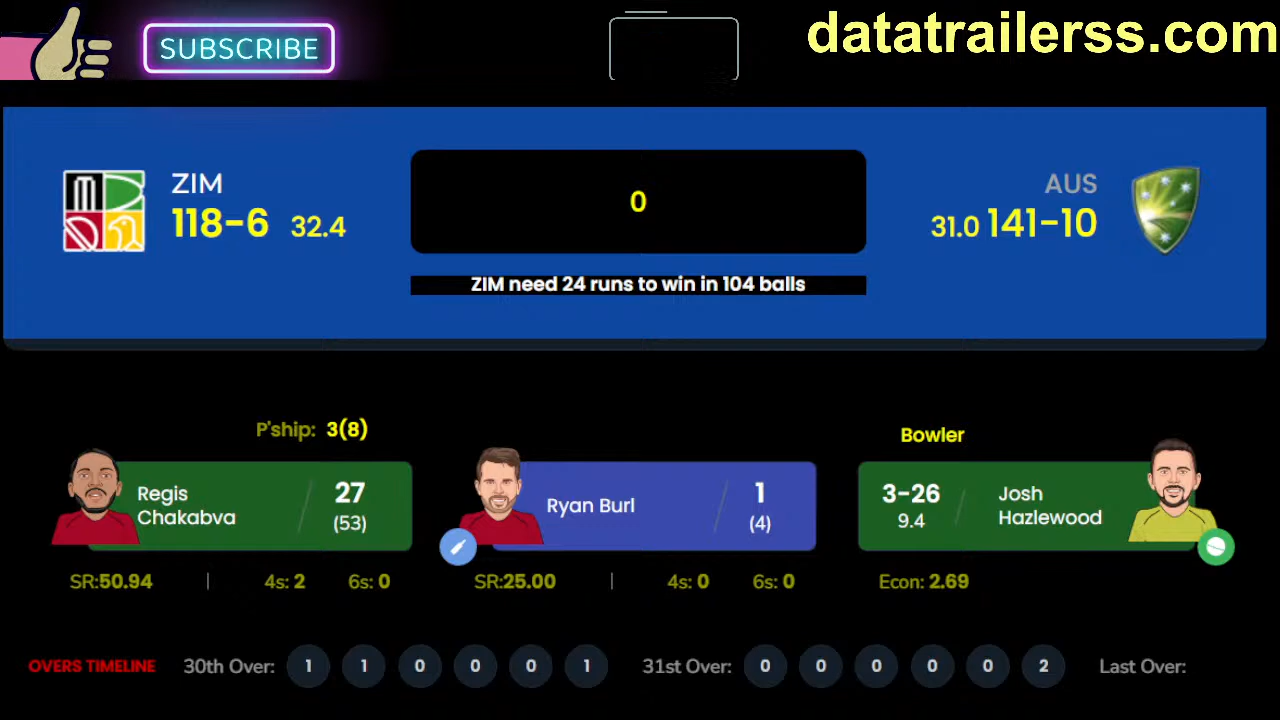 SUBSCRIBE
datatrailerss.com
ZIM
118-6 32.4
0
AUS
31.0 141-10
ZIM need 24 runs to win in 104 balls
P'ship: 3(8)
Regis
Chakabva
27
(53)
SR:50.94 | 4s: 2 6s: 0
Ryan Burl
1
(4)
SR:25.00 | 4s: 0 6s: 0
Bowler
3-26
9.4
Josh
Hazlewood
Econ: 2.69
OVERS TIMELINE 30th Over: 1 1 0 0 0 1 31st Over: 0 0 0 0 0 2 Last Over: